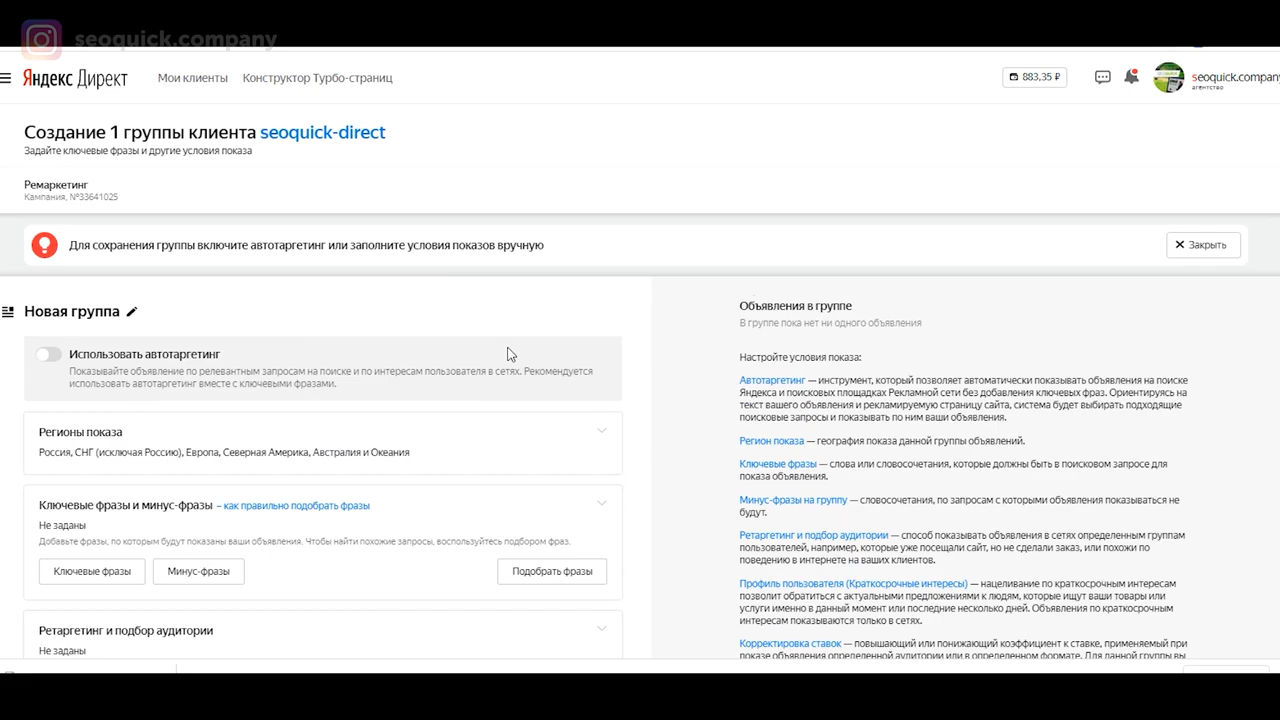 seoquick.company
Яндекс Директ
Мои клиенты
Конструктор Турбо-страниц
883,35 ₽
seoquick.company
агентство
Создание 1 группы клиента seoquick-direct
Задайте ключевые фразы и другие условия показа
Ремаркетинг
Кампания, №33641025
Для сохранения группы включите автотаргетинг или заполните условия показов вручную
Закрыть
Новая группа
Использовать автотаргетинг
Показывайте объявление по релевантным запросам на поиске и по интересам пользователя в сетях. Рекомендуется
использовать автотаргетинг вместе с ключевыми фразами.
Регионы показа
Россия, СНГ (исключая Россию), Европа, Северная Америка, Австралия и Океания
Ключевые фразы и минус-фразы – как правильно подобрать фразы
Не заданы
Добавьте фразы, по которым будут показаны ваши объявления. Чтобы найти похожие запросы, воспользуйтесь подбором фраз.
Ключевые фразы
Минус-фразы
Подобрать фразы
Ретаргетинг и подбор аудитории
Не заданы
Объявления в группе
В группе пока нет ни одного объявления
Настройте условия показа:
Автотаргетинг — инструмент, который позволяет автоматически показывать объявления на поиске
Яндекса и поисковых площадках Рекламной сети без добавления ключевых фраз. Ориентируясь на
текст вашего объявления и рекламируемую страницу сайта, система будет выбирать подходящие
поисковые запросы и показывать по ним ваши объявления.
Регион показа — география показа данной группы объявлений.
Ключевые фразы — слова или словосочетания, которые должны быть в поисковом запросе для
показа объявления.
Минус-фразы на группу — словосочетания, по запросам с которыми объявления показываться не
будут.
Ретаргетинг и подбор аудитории — способ показывать объявления в сетях определенным группам
пользователей, например, которые уже посещали сайт, но не сделали заказ, или похожи по
поведению в интернете на ваших клиентов.
Профиль пользователя (Краткосрочные интересы) — нацеливание по краткосрочным интересам
позволит обратиться с актуальными предложениями к людям, которые ищут ваши товары или
услуги именно в данный момент или последние несколько дней. Объявления по краткосрочным
интересам показываются только в сетях.
Корректировка ставок — повышающий или понижающий коэффициент к ставке, применяемый при
показе объявления определенной аудитории или в определенном формате. Для данной группы вы